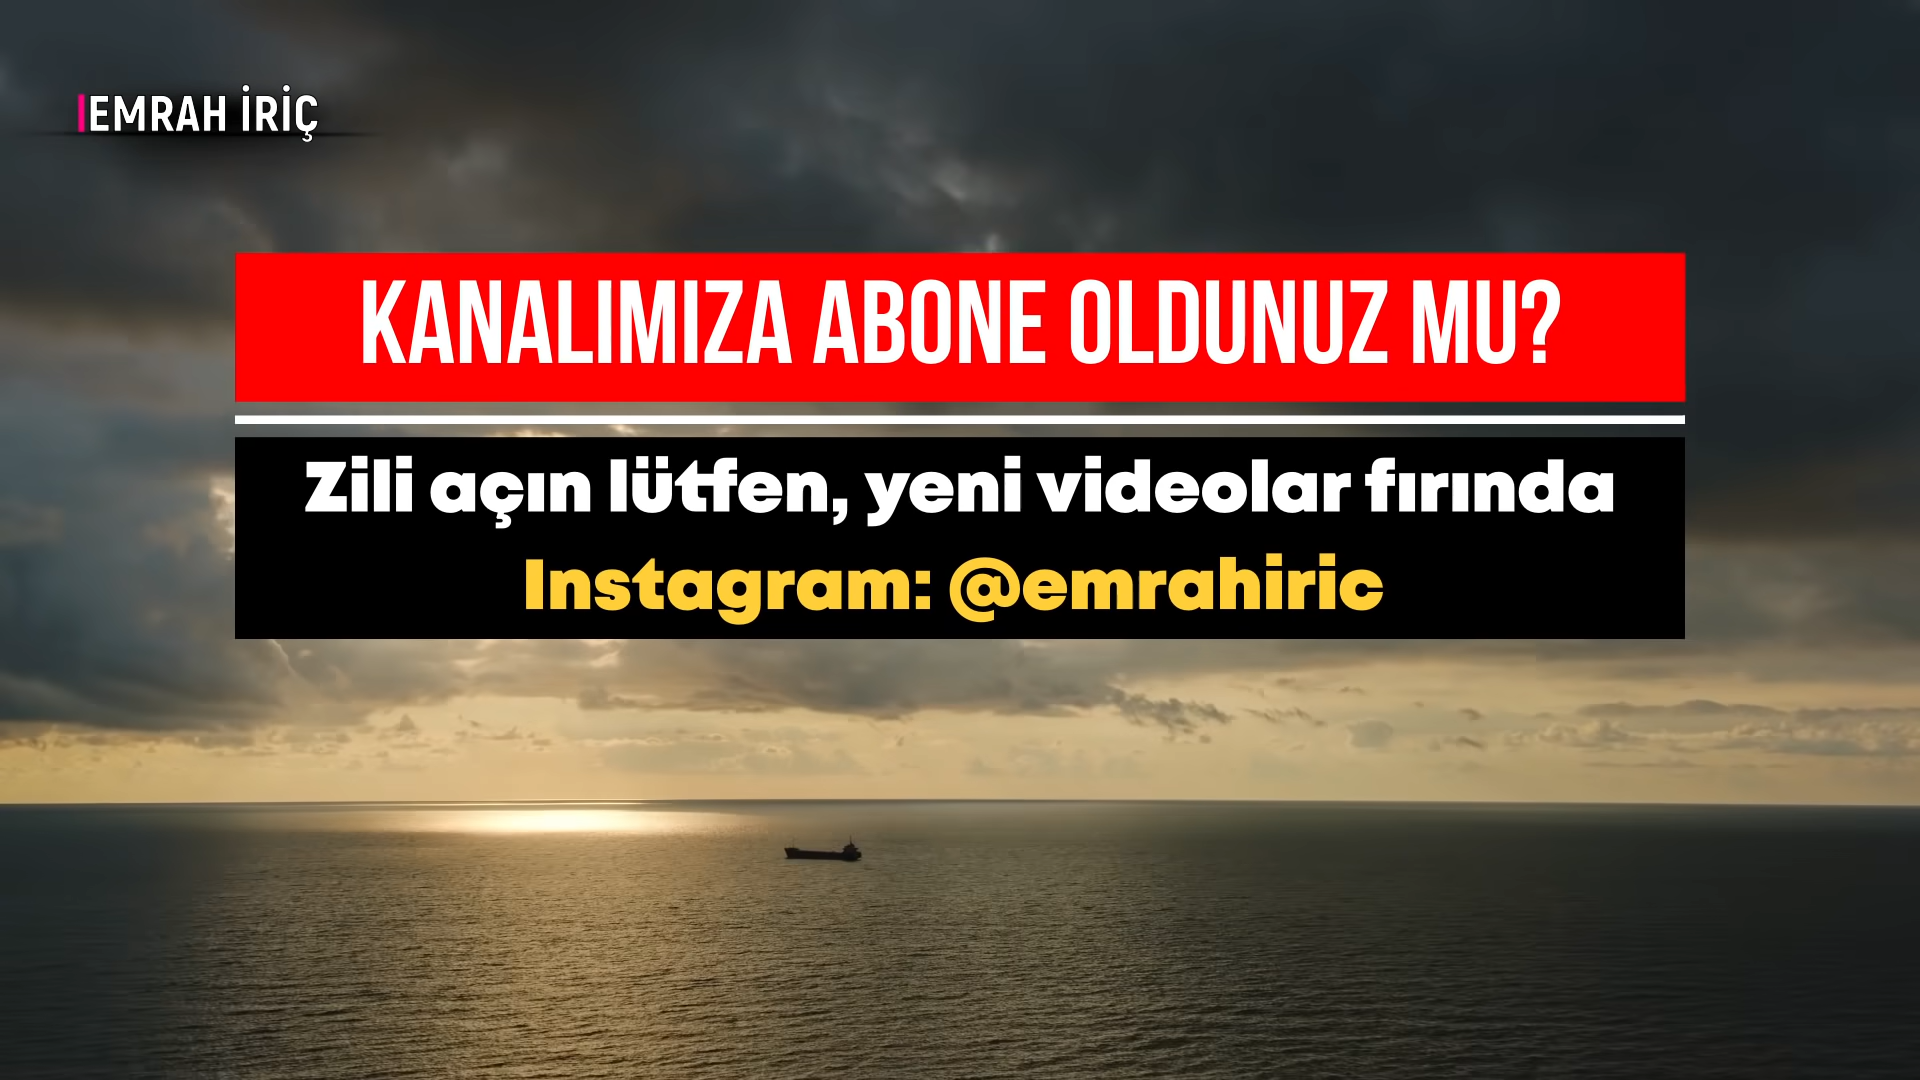 EMRAH İRİÇ
KANALIMIZA ABONE OLDUNUZ MU?
Zili açın lütfen, yeni videolar fırında
Instagram: @emrahiric